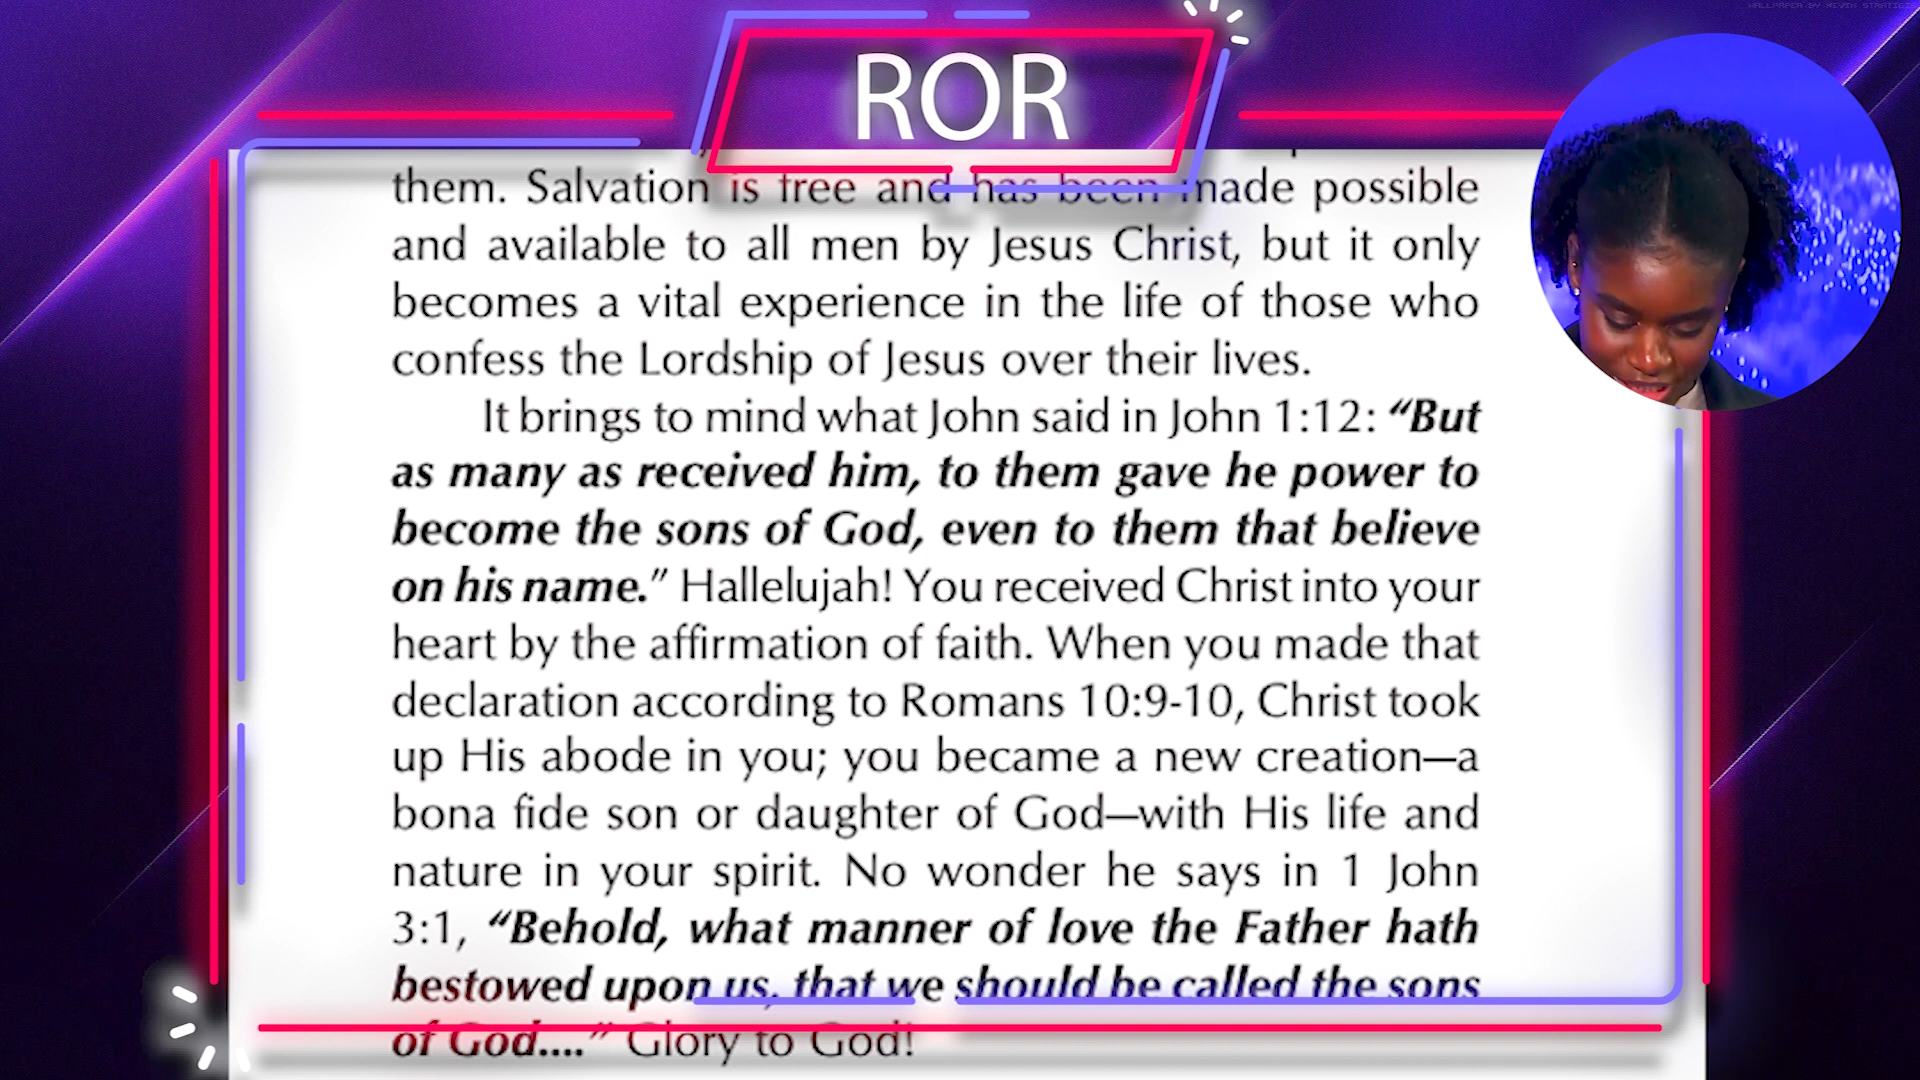 WALLPAPER BY KEVIN STRATIGIS
ROR
them. Salvation is free and has been made possible
and available to all men by Jesus Christ, but it only
becomes a vital experience in the life of those who
confess the Lordship of Jesus over their lives.
It brings to mind what John said in John 1:12: “But
as many as received him, to them gave he power to
become the sons of God, even to them that believe
on his name.” Hallelujah! You received Christ into your
heart by the affirmation of faith. When you made that
declaration according to Romans 10:9-10, Christ took
up His abode in you; you became a new creation—a
bona fide son or daughter of God—with His life and
nature in your spirit. No wonder he says in 1 John
3:1, “Behold, what manner of love the Father hath
bestowed upon us, that we should be called the sons
of God....” Glory to God!